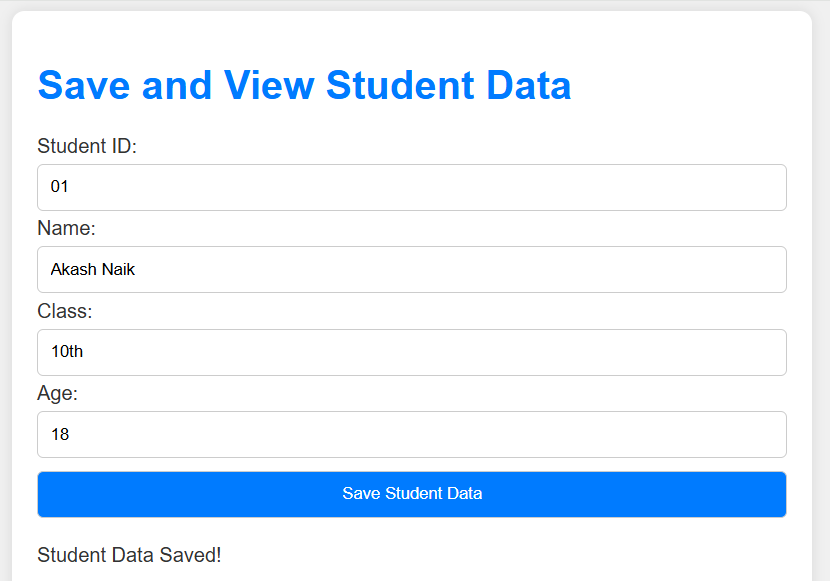 Save and View Student Data
Student ID:
01
Name:
Akash Naik
Class:
10th
Age:
18
Save Student Data
Student Data Saved!